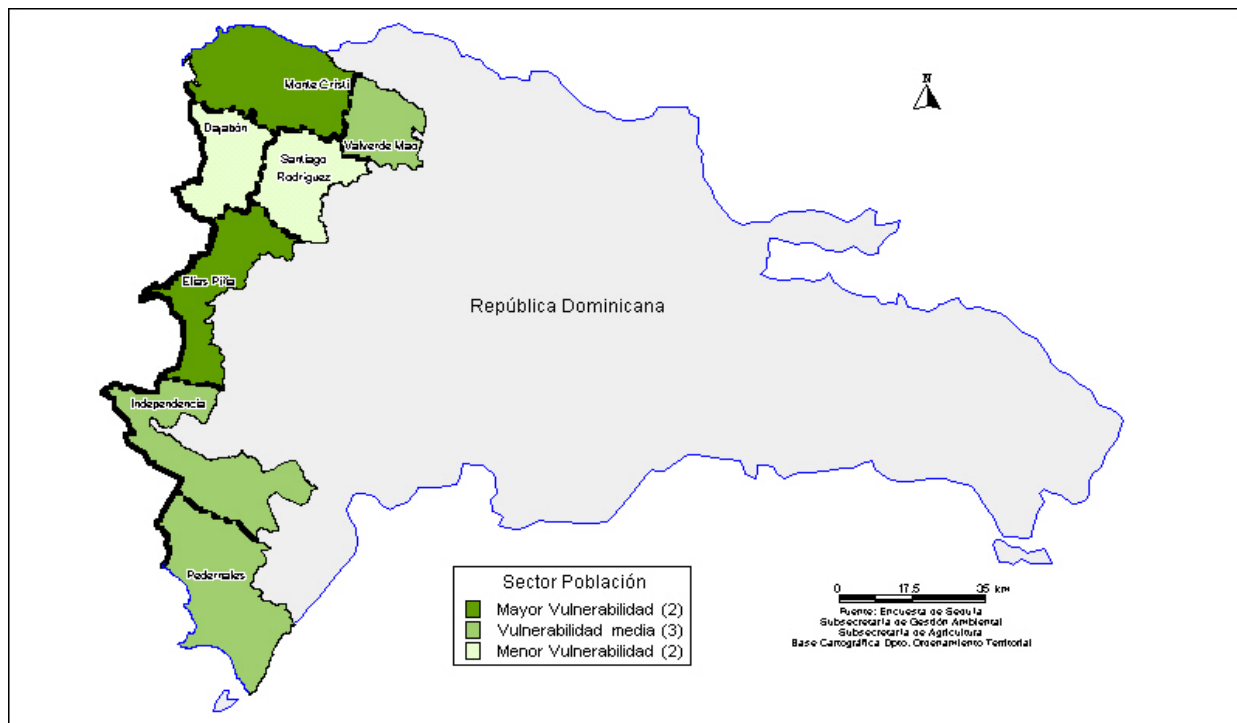 N
Monte Cristi
Dajabón
Valverde Mao
Santiago
Rodríguez
Elías Piña
República Dominicana
Independencia
Pedernales
Sector Población
Mayor Vulnerabilidad (2)
Vulnerabilidad media (3)
Menor Vulnerabilidad (2)
0 17.5 35 km
Fuente: Encuesta de Sequía
Subsecretaría de Gestión Ambiental
Subsecretaría de Agricultura
Base Cartográfica Dpto. Ordenamiento Territorial